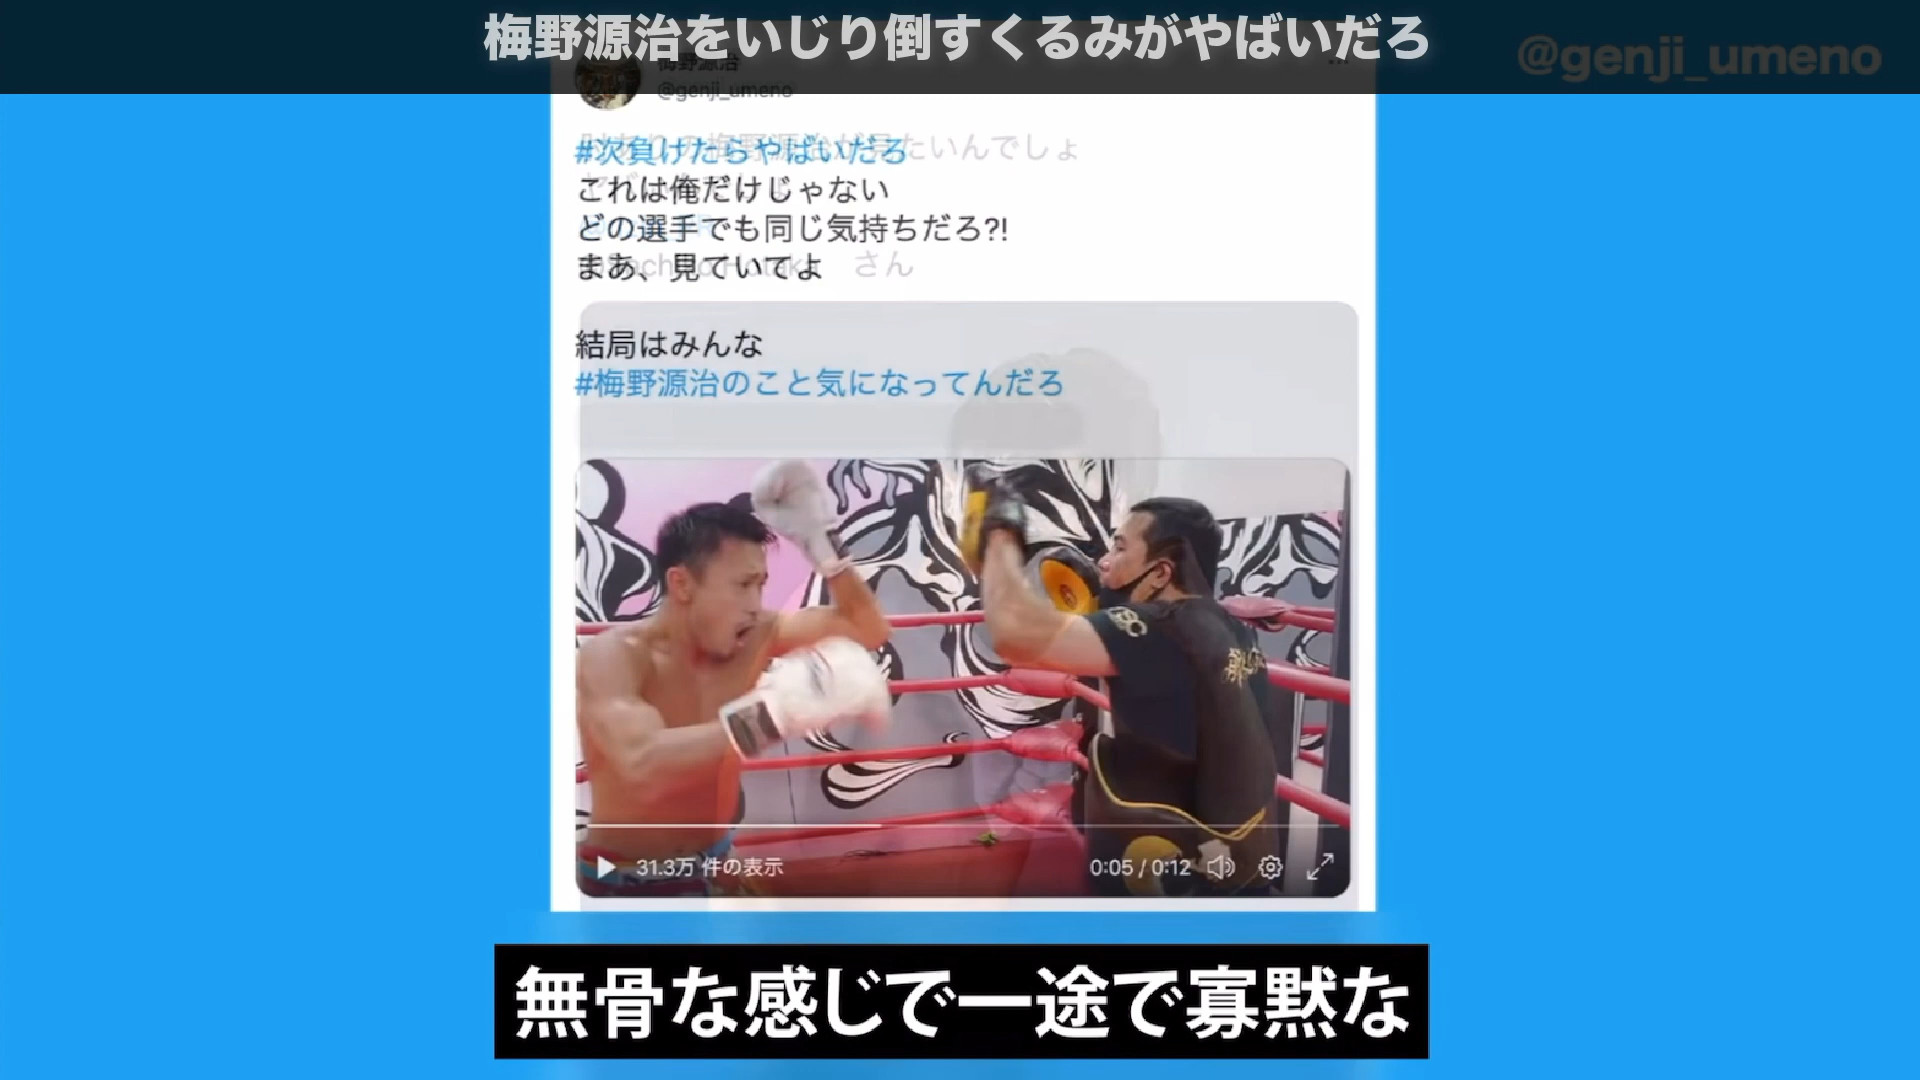 梅野源治をいじり倒すくるみがやばいだろ
@genji_umeno
梅野源治
@genji_umeno
#次負けたらやばいだろ
これは俺だけじゃない
どの選手でも同じ気持ちだろ?!
まあ、見ていてよ
結局はみんな
#梅野源治のこと気になってんだろ
31.3万 件の表示
0:05 / 0:12
無骨な感じで一途で寡黙な